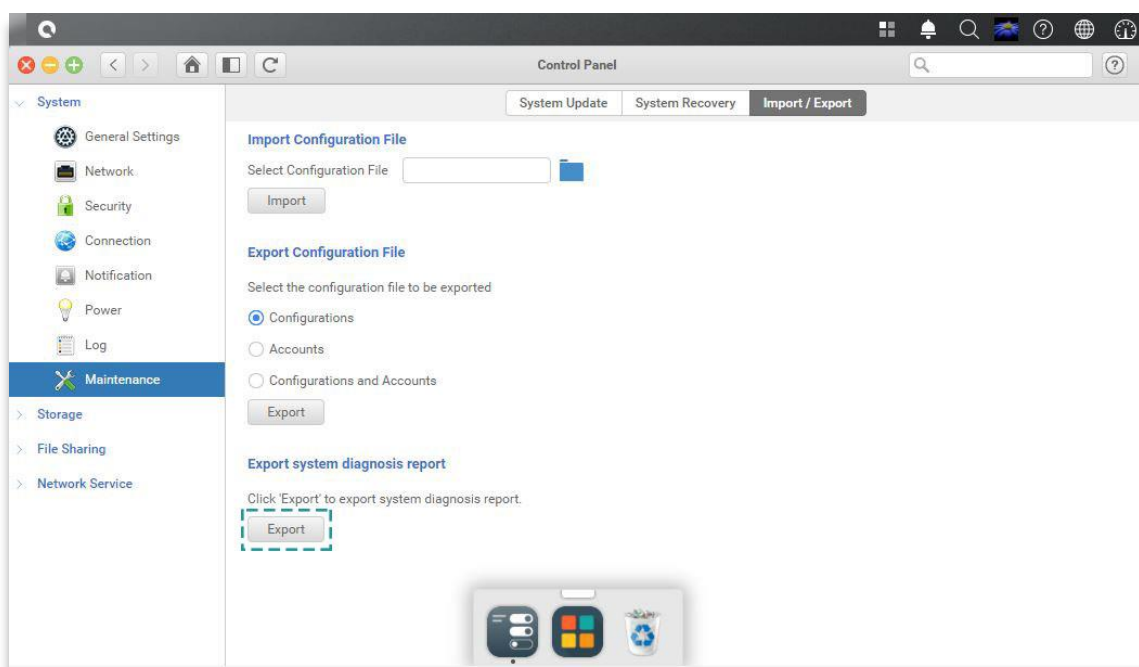 Control Panel
System
General Settings
Network
Security
Connection
Notification
Power
Log
Maintenance
Storage
File Sharing
Network Service
System Update
System Recovery
Import / Export
Import Configuration File
Select Configuration File
Import
Export Configuration File
Select the configuration file to be exported
Configurations
Accounts
Configurations and Accounts
Export
Export system diagnosis report
Click 'Export' to export system diagnosis report.
Export